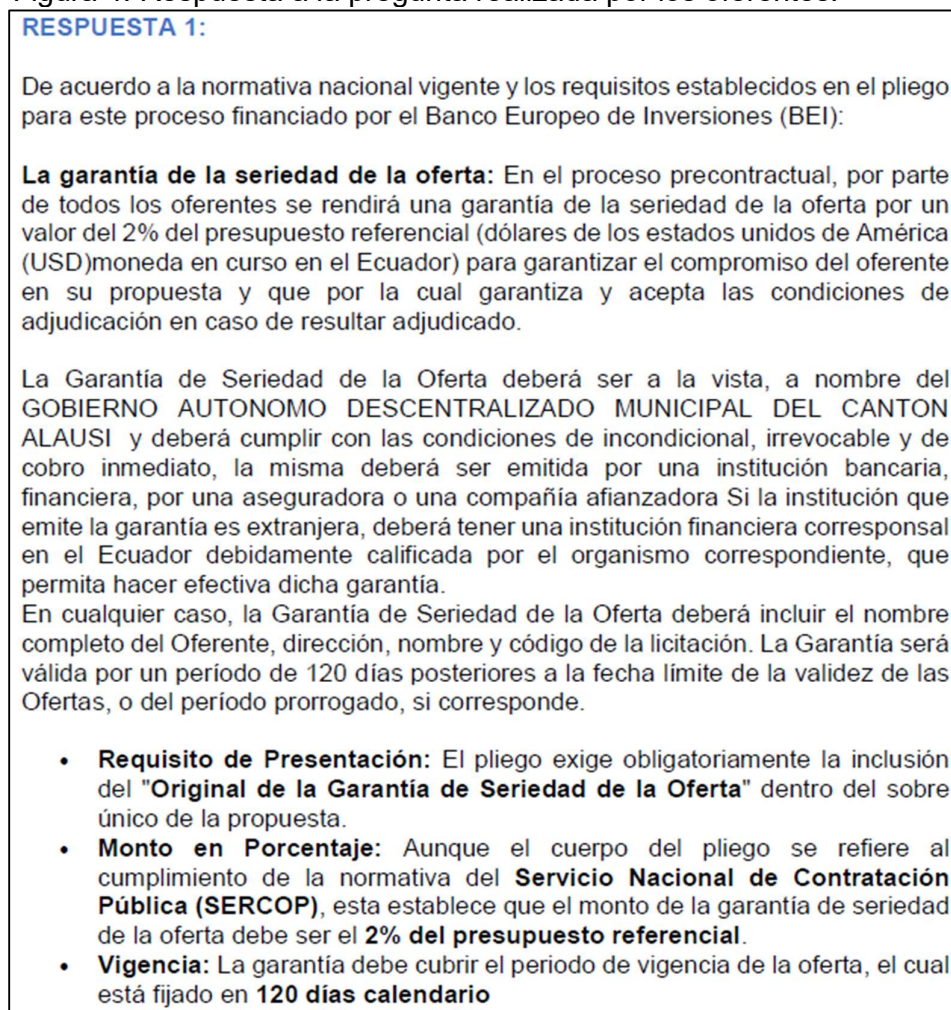 Figura 4. Respuesta a la pregunta realizada por los oferentes.
RESPUESTA 1:
De acuerdo a la normativa nacional vigente y los requisitos establecidos en el pliego
para este proceso financiado por el Banco Europeo de Inversiones (BEI):
La garantía de la seriedad de la oferta: En el proceso precontractual, por parte
de todos los oferentes se rendirá una garantía de la seriedad de la oferta por un
valor del 2% del presupuesto referencial (dólares de los estados unidos de América
(USD)moneda en curso en el Ecuador) para garantizar el compromiso del oferente
en su propuesta y que por la cual garantiza y acepta las condiciones de
adjudicación en caso de resultar adjudicado.
La Garantía de Seriedad de la Oferta deberá ser a la vista, a nombre del
GOBIERNO AUTONOMO DESCENTRALIZADO MUNICIPAL DEL CANTON
ALAUSI y deberá cumplir con las condiciones de incondicional, irrevocable y de
cobro inmediato, la misma deberá ser emitida por una institución bancaria,
financiera, por una aseguradora o una compañía afianzadora Si la institución que
emite la garantía es extranjera, deberá tener una institución financiera corresponsal
en el Ecuador debidamente calificada por el organismo correspondiente, que
permita hacer efectiva dicha garantía.
En cualquier caso, la Garantía de Seriedad de la Oferta deberá incluir el nombre
completo del Oferente, dirección, nombre y código de la licitación. La Garantía será
válida por un período de 120 días posteriores a la fecha límite de la validez de las
Ofertas, o del período prorrogado, si corresponde.
• Requisito de Presentación: El pliego exige obligatoriamente la inclusión
del "Original de la Garantía de Seriedad de la Oferta" dentro del sobre
único de la propuesta.
• Monto en Porcentaje: Aunque el cuerpo del pliego se refiere al
cumplimiento de la normativa del Servicio Nacional de Contratación
Pública (SERCOP), esta establece que el monto de la garantía de seriedad
de la oferta debe ser el 2% del presupuesto referencial.
• Vigencia: La garantía debe cubrir el periodo de vigencia de la oferta, el cual
está fijado en 120 días calendario